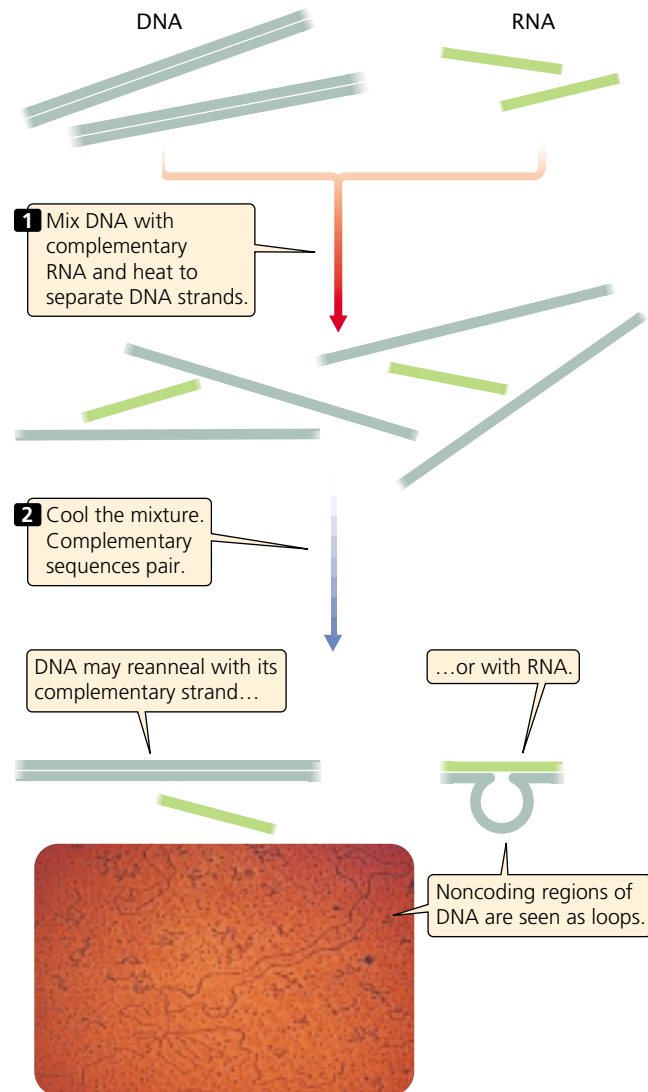 DNA
RNA
1 Mix DNA with
complementary
RNA and heat to
separate DNA strands.
2 Cool the mixture.
Complementary
sequences pair.
DNA may reanneal with its
complementary strand…
…or with RNA.
Noncoding regions of
DNA are seen as loops.